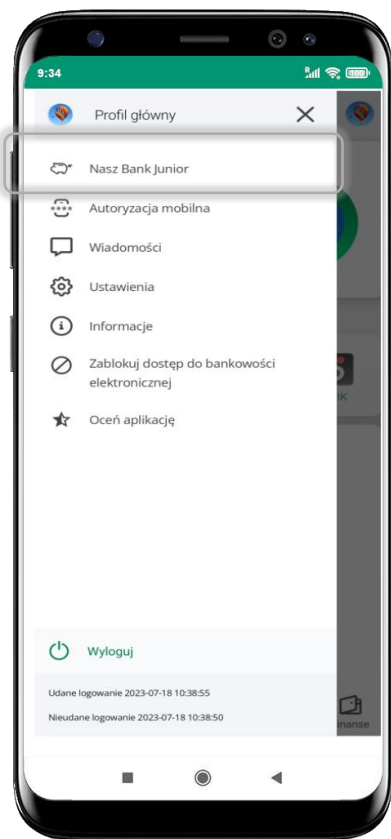 9:34
Profil główny
Nasz Bank Junior
Autoryzacja mobilna
Wiadomości
Ustawienia
Informacje
Zablokuj dostęp do bankowości
elektronicznej
Oceń aplikację
Wyloguj
Udane logowanie 2023-07-18 10:38:55
Nieudane logowanie 2023-07-18 10:38:50